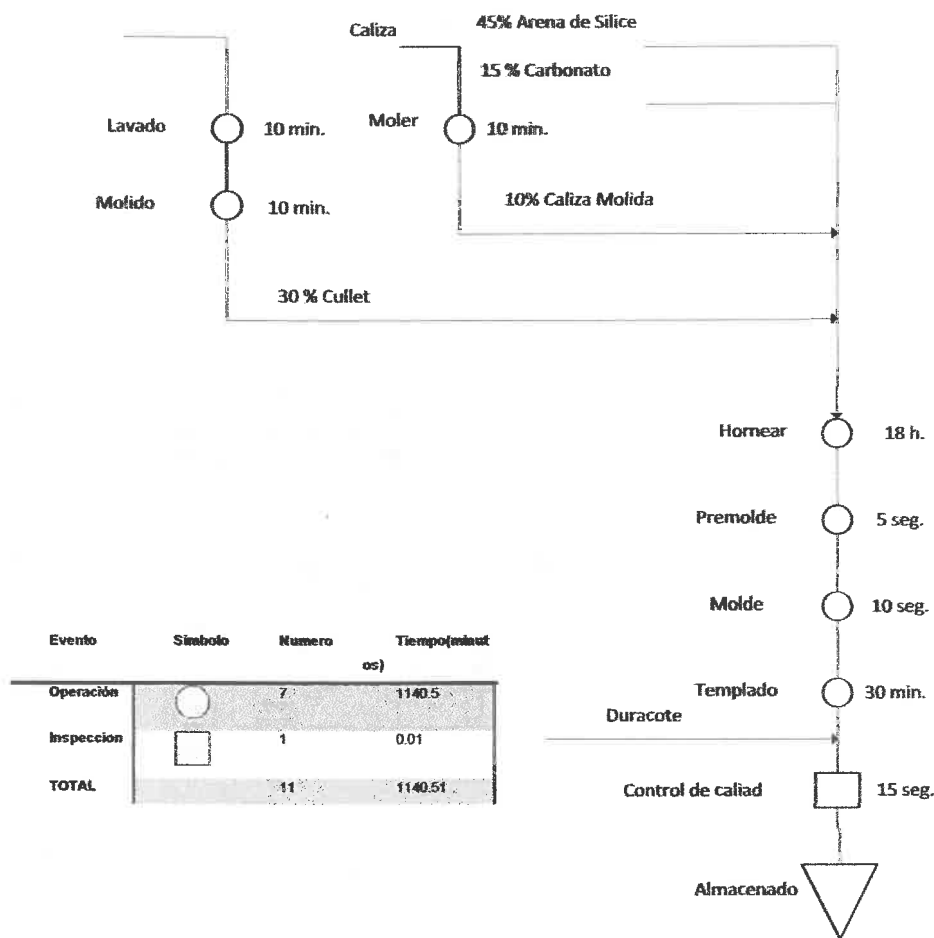 Caliza
45% Arena de Silice
15 % Carbonato
Lavado
10 min.
Moler
10 min.
Molido
10 min.
10% Caliza Molida
30 % Cullet
Hornear
18 h.
Premolde
5 seg.
Molde
10 seg.
Evento Simbolo Numero Tiempo(minut
os)
Operación 7 1140.5
Inspeccion 1 0.01
TOTAL 11 1140.51
Templado
30 min.
Duracote
Control de caliad
15 seg.
Almacenado